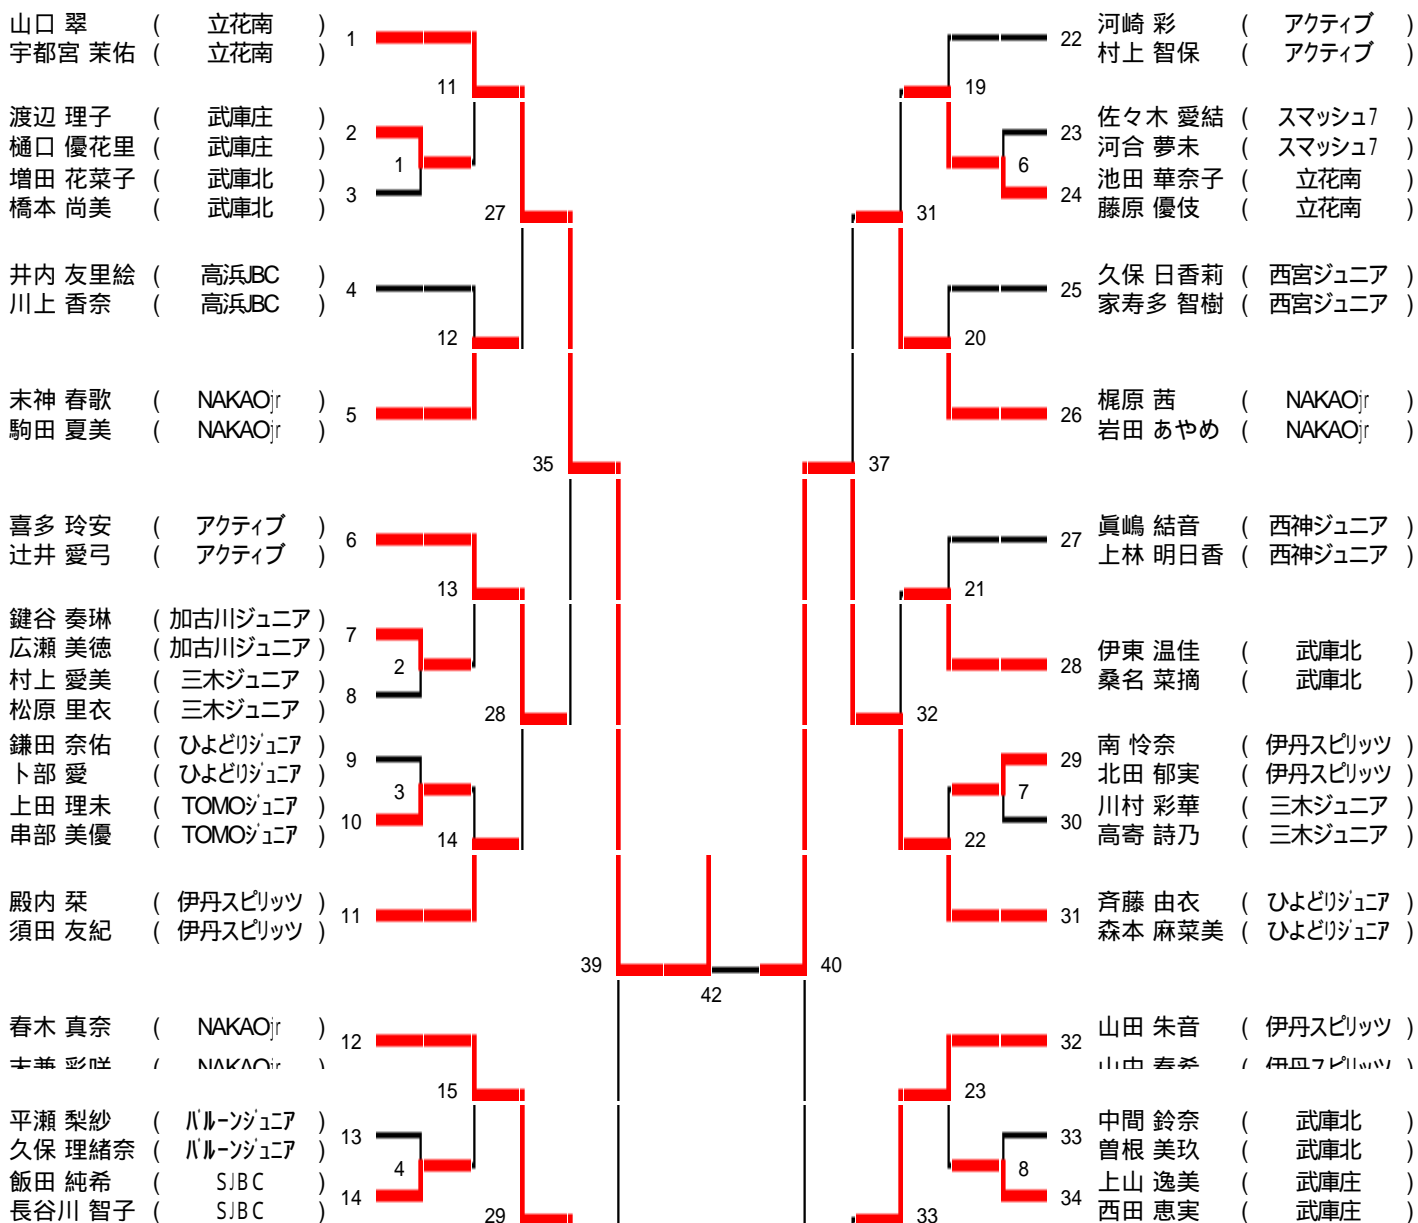 山口 翠 ( 立花南 )
宇都宮 茉佑 ( 立花南 )
1
11
渡辺 理子 ( 武庫庄 )
樋口 優花里 ( 武庫庄 )
2
1
増田 花菜子 ( 武庫北 )
橋本 尚美 ( 武庫北 )
3
27
井内 友里絵 ( 高浜JBC )
川上 香奈 ( 高浜JBC )
4
12
末神 春歌 ( NAKAOjr )
駒田 夏美 ( NAKAOjr )
5
35
喜多 玲安 ( アクティブ )
辻井 愛弓 ( アクティブ )
6
13
鍵谷 奏琳 ( 加古川ジュニア )
広瀬 美徳 ( 加古川ジュニア )
7
2
村上 愛美 ( 三木ジュニア )
松原 里衣 ( 三木ジュニア )
8
28
鎌田 奈佑 ( ひよどりジュニア )
卜部 愛 ( ひよどりジュニア )
9
3
上田 理未 ( TOMOジュニア )
串部 美優 ( TOMOジュニア )
10
14
殿内 栞 ( 伊丹スピリッツ )
須田 友紀 ( 伊丹スピリッツ )
11
39
42
春木 真奈 ( NAKAOjr )
12
15
平瀬 梨紗 ( バルーンジュニア )
久保 理緒奈 ( バルーンジュニア )
13
4
飯田 純希 ( SJBC )
長谷川 智子 ( SJBC )
14
29
22
河崎 彩 ( アクティブ )
村上 智保 ( アクティブ )
19
23
佐々木 愛結 ( スマッシュ7 )
河合 夢未 ( スマッシュ7 )
6
24
池田 華奈子 ( 立花南 )
藤原 優伎 ( 立花南 )
31
25
久保 日香莉 ( 西宮ジュニア )
家寿多 智樹 ( 西宮ジュニア )
20
26
梶原 茜 ( NAKAOjr )
岩田 あやめ ( NAKAOjr )
37
27
眞嶋 結音 ( 西神ジュニア )
上林 明日香 ( 西神ジュニア )
21
28
伊東 温佳 ( 武庫北 )
桑名 菜摘 ( 武庫北 )
32
29
南 怜奈 ( 伊丹スピリッツ )
北田 郁実 ( 伊丹スピリッツ )
7
30
川村 彩華 ( 三木ジュニア )
高寄 詩乃 ( 三木ジュニア )
22
31
斉藤 由衣 ( ひよどりジュニア )
森本 麻菜美 ( ひよどりジュニア )
40
32
山田 朱音 ( 伊丹スピリッツ )
23
33
中間 鈴奈 ( 武庫北 )
曽根 美玖 ( 武庫北 )
8
34
上山 逸美 ( 武庫庄 )
西田 恵実 ( 武庫庄 )
33